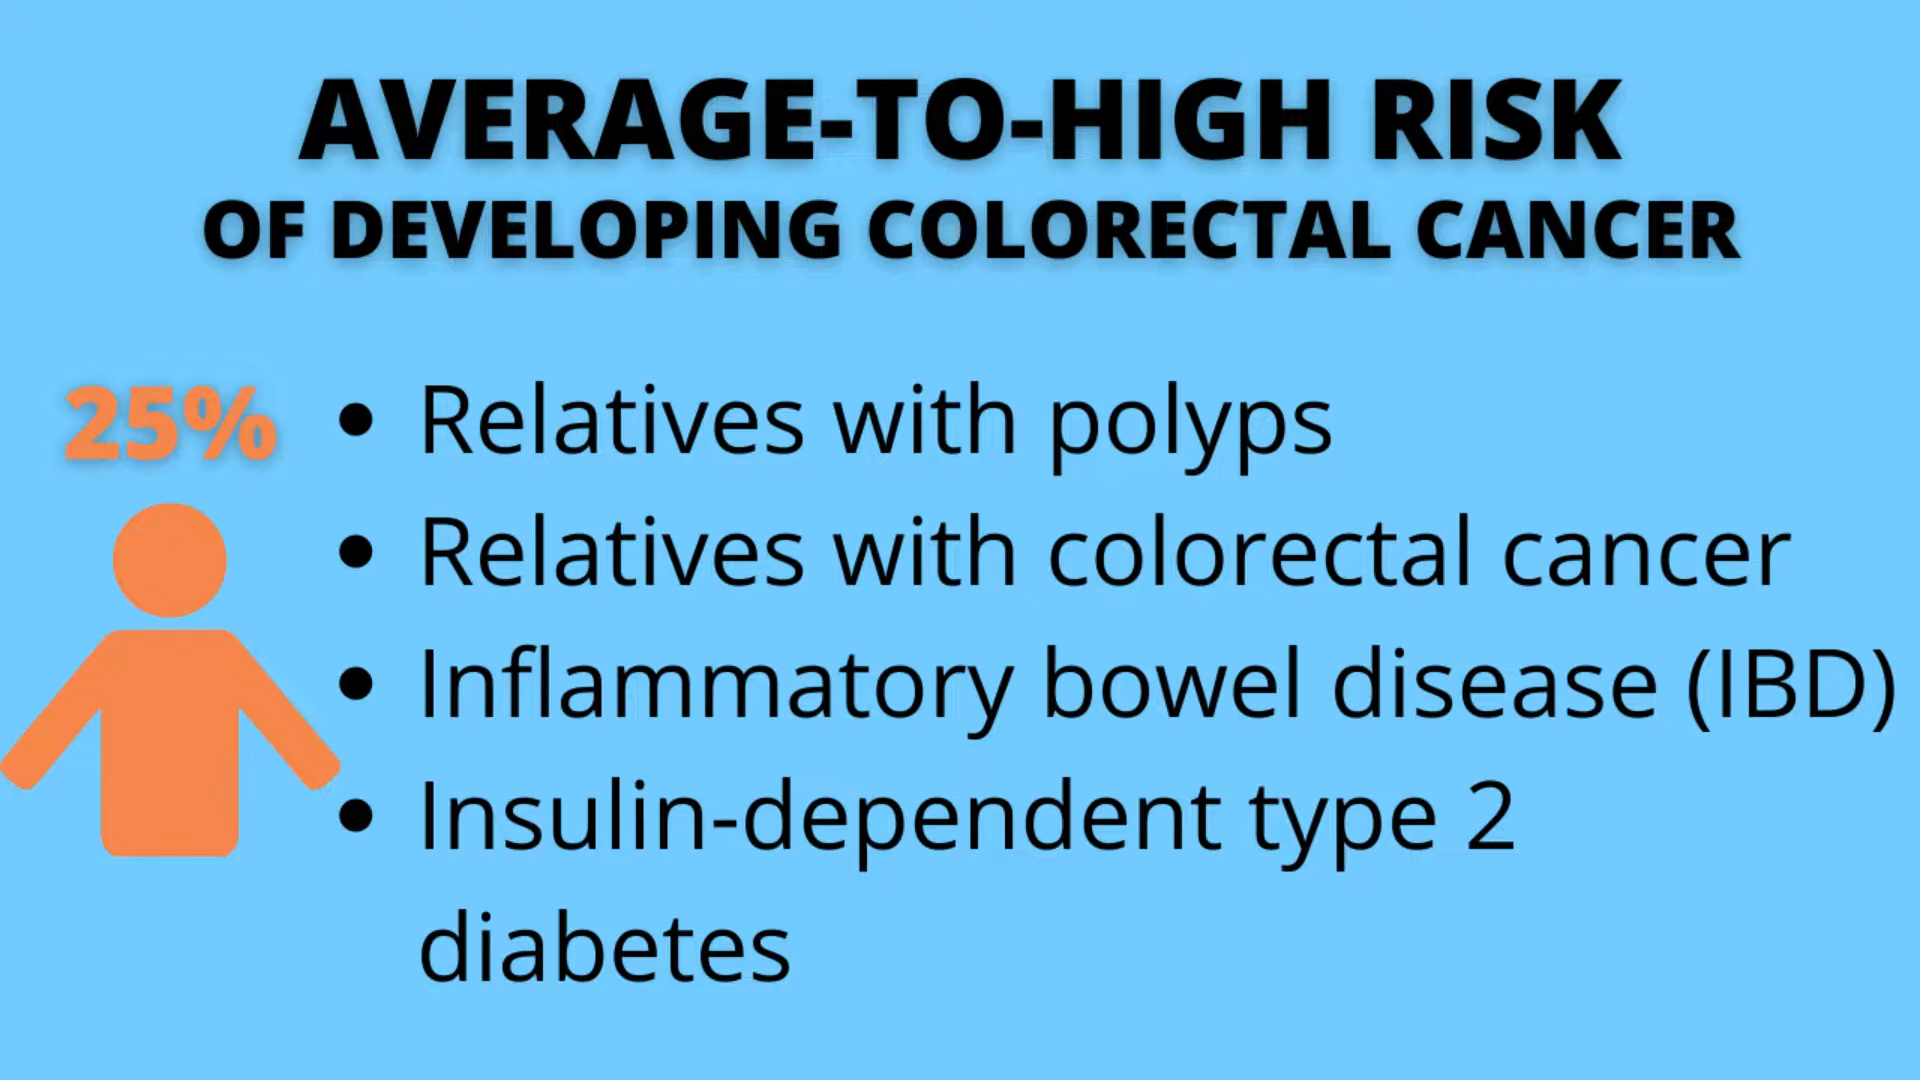 AVERAGE-TO-HIGH RISK
OF DEVELOPING COLORECTAL CANCER
25%
• Relatives with polyps
• Relatives with colorectal cancer
• Inflammatory bowel disease (IBD)
• Insulin-dependent type 2
diabetes